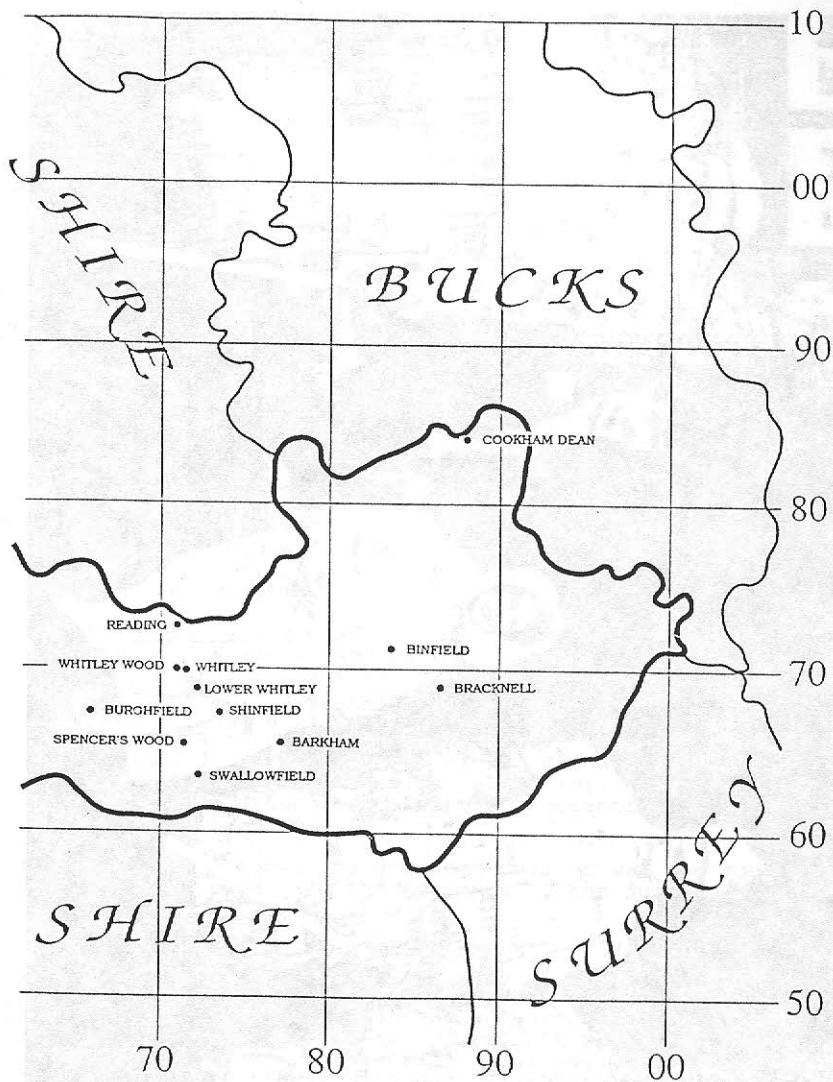 10
00
SHIRE
BUCKS
90
COOKHAM DEAN
80
READING
BINFIELD
WHITLEY WOOD WHITLEY
70
LOWER WHITLEY
BRACKNELL
BURGHFIELD SHINFIELD
SPENCER'S WOOD BARKHAM
SWALLOWFIELD
60
SURREY
SHIRE
50
70 80 90 00